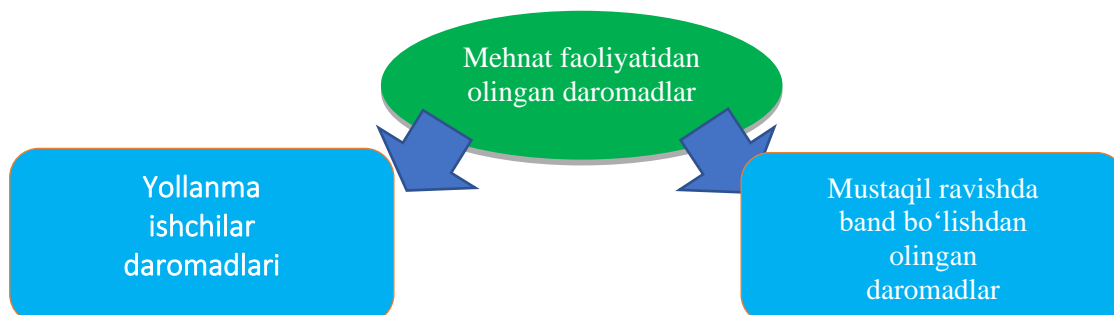 Mehnat faoliyatidan
olingan daromadlar
Yollanma
ishchilar
daromadlari
Mustaqil ravishda
band bo‘lishdan
olingan
daromadlar